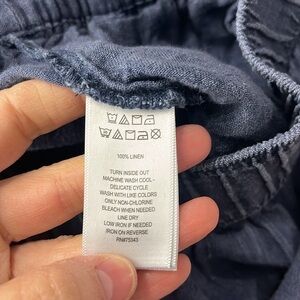 100% LINEN
TURN INSIDE OUT
MACHINE WASH COOL -
DELICATE CYCLE
WASH WITH LIKE COLORS
ONLY NON-CHLORINE
BLEACH WHEN NEEDED
LINE DRY
LOW IRON IF NEEDED
IRON ON REVERSE
RN#75343